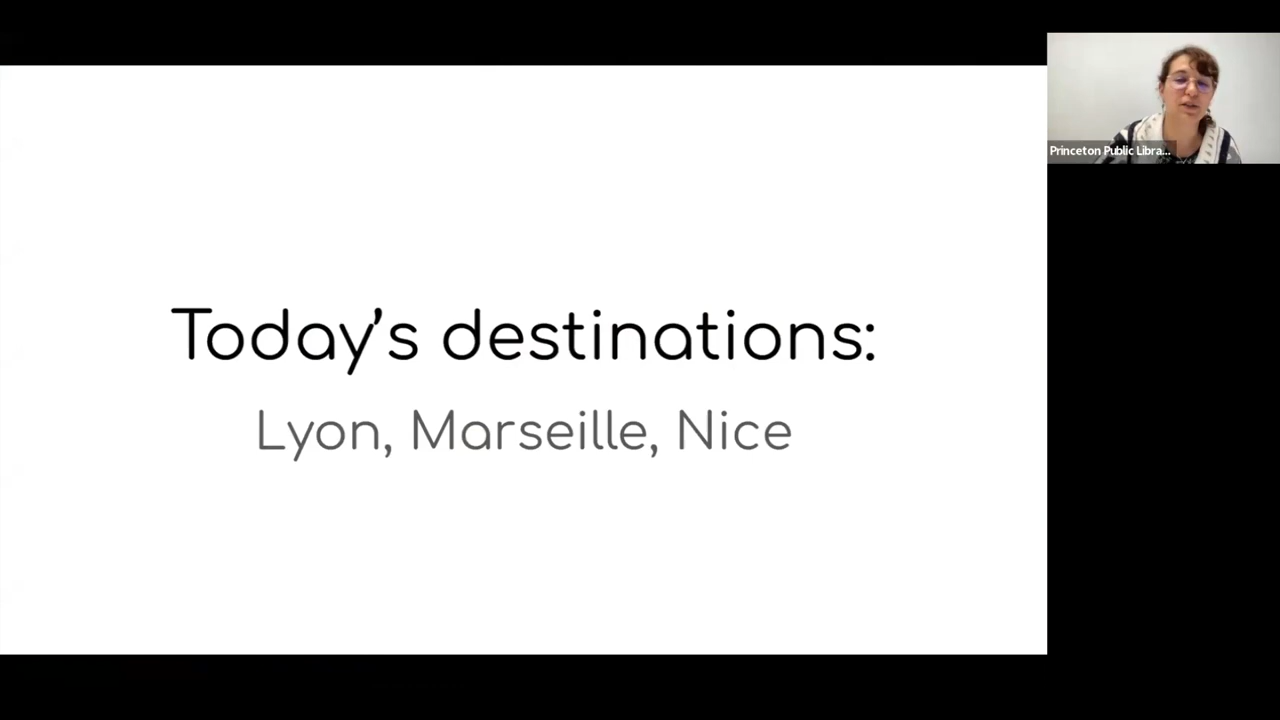 Today’s destinations:
Lyon, Marseille, Nice
Princeton Public Libra...